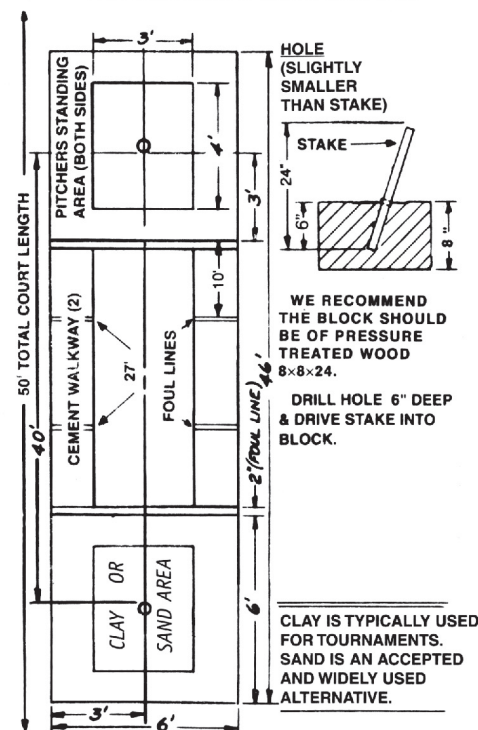 3'
HOLE
(SLIGHTLY
SMALLER
THAN STAKE)
STAKE
24"
6"
8"
PITCHERS STANDING
AREA (BOTH SIDES)
4'
3'
10'
50' TOTAL COURT LENGTH
40'
CEMENT WALKWAY (2)
27'
FOUL LINES
2" (FOUL LINE)
46'
WE RECOMMEND
THE BLOCK SHOULD
BE OF PRESSURE
TREATED WOOD
8×8×24.
DRILL HOLE 6" DEEP
& DRIVE STAKE INTO
BLOCK.
CLAY OR
SAND AREA
6'
CLAY IS TYPICALLY USED
FOR TOURNAMENTS.
SAND IS AN ACCEPTED
AND WIDELY USED
ALTERNATIVE.
3'
6'